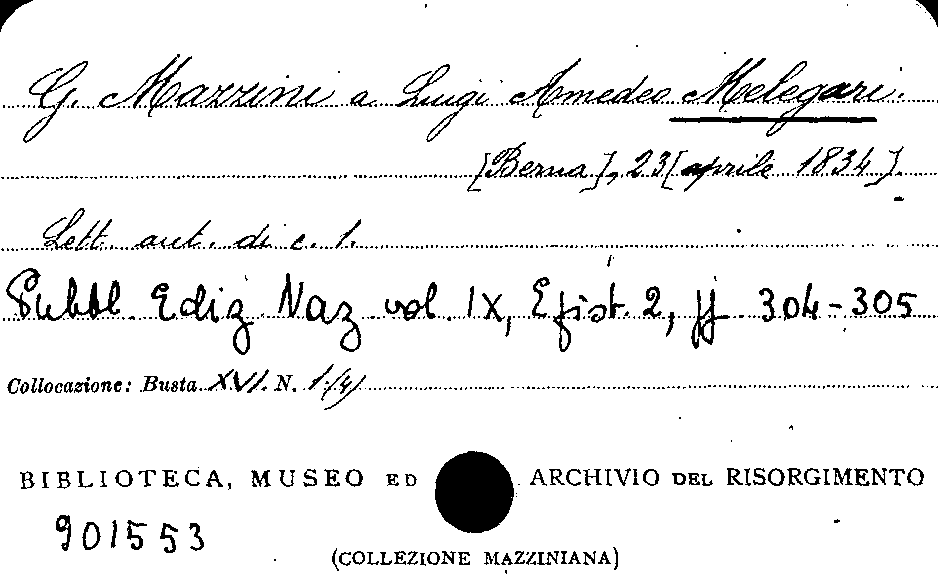 G. Mazzini a Luigi Amedeo Melegari.
[Berna], 23 [aprile 1834].
Lett. aut. di c. 1.
Pubbl. Ediz Naz vol. IX, Epist. 2, pp. 304-305
Collocazione: Busta XVI. N. 1 (4)
BIBLIOTECA, MUSEO ED ARCHIVIO DEL RISORGIMENTO
901553
(COLLEZIONE MAZZINIANA)